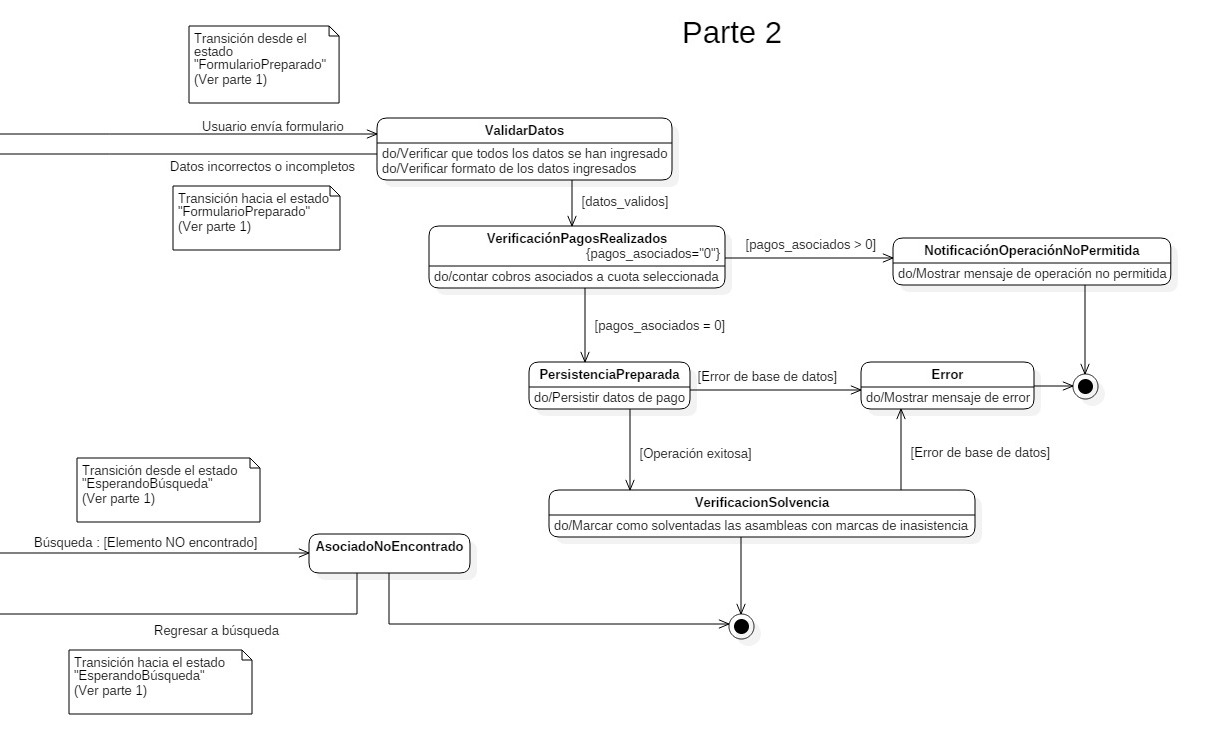 Parte 2
Transición desde el
estado
"FormularioPreparado"
(Ver parte 1)
Usuario envía formulario
ValidarDatos
do/Verificar que todos los datos se han ingresado
do/Verificar formato de los datos ingresados
Datos incorrectos o incompletos
Transición hacia el estado
"FormularioPreparado"
(Ver parte 1)
[datos_validos]
VerificaciónPagosRealizados
{pagos_asociados="0"}
do/contar cobros asociados a cuota seleccionada
[pagos_asociados > 0]
NotificaciónOperaciónNoPermitida
do/Mostrar mensaje de operación no permitida
[pagos_asociados = 0]
PersistenciaPreparada
do/Persistir datos de pago
[Error de base de datos]
Error
do/Mostrar mensaje de error
[Operación exitosa]
[Error de base de datos]
VerificacionSolvencia
do/Marcar como solventadas las asambleas con marcas de inasistencia
Transición desde el estado
"EsperandoBúsqueda"
(Ver parte 1)
Búsqueda : [Elemento NO encontrado]
AsociadoNoEncontrado
Regresar a búsqueda
Transición hacia el estado
"EsperandoBúsqueda"
(Ver parte 1)